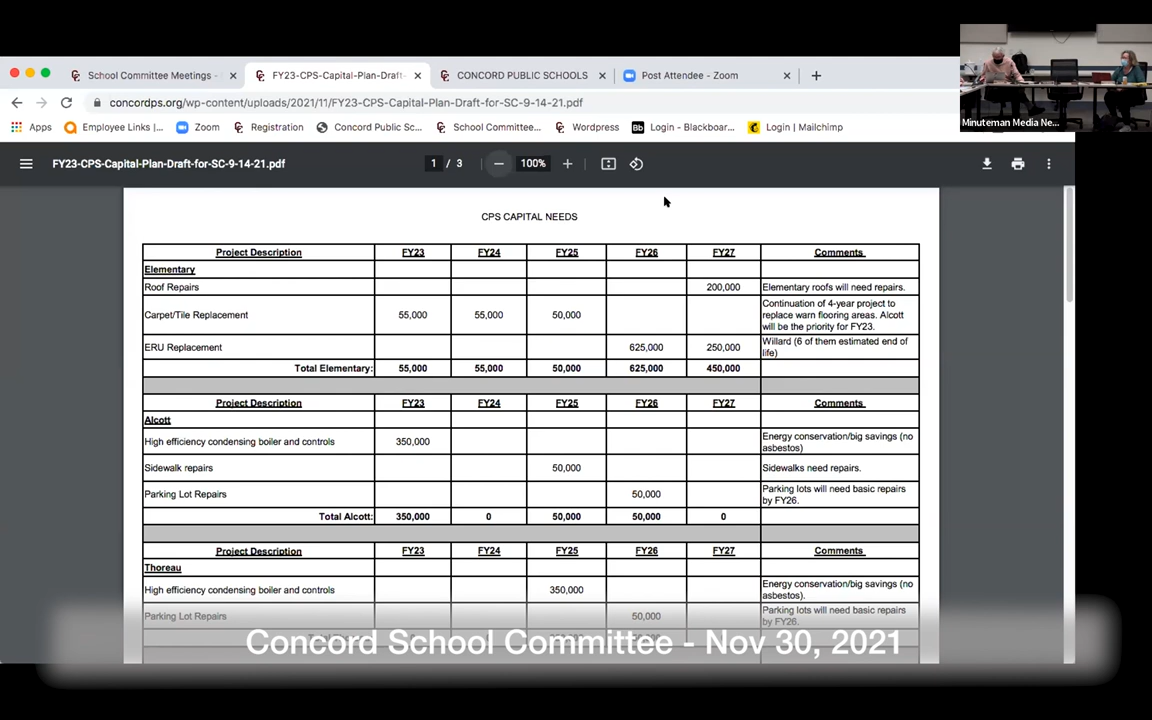 School Committee Meetings -
FY23-CPS-Capital-Plan-Draft-
CONCORD PUBLIC SCHOOLS
Post Attendee - Zoom
concordps.org/wp-content/uploads/2021/11/FY23-CPS-Capital-Plan-Draft-for-SC-9-14-21.pdf
Apps Employee Links |... Zoom Registration Concord Public Sc... School Committee... Wordpress Bb Login - Blackboar... Login | Mailchimp
Minuteman Media Ne...
FY23-CPS-Capital-Plan-Draft-for-SC-9-14-21.pdf 1 / 3 100%
CPS CAPITAL NEEDS
Project Description FY23 FY24 FY25 FY26 FY27 Comments
Elementary
Roof Repairs 200,000 Elementary roofs will need repairs.
Carpet/Tile Replacement 55,000 55,000 50,000 Continuation of 4-year project to
replace warn flooring areas. Alcott
will be the priority for FY23.
ERU Replacement 625,000 250,000 Willard (6 of them estimated end of
life)
Total Elementary: 55,000 55,000 50,000 625,000 450,000
Project Description FY23 FY24 FY25 FY26 FY27 Comments
Alcott
High efficiency condensing boiler and controls 350,000 Energy conservation/big savings (no
asbestos)
Sidewalk repairs 50,000 Sidewalks need repairs.
Parking Lot Repairs 50,000 Parking lots will need basic repairs
by FY26.
Total Alcott: 350,000 0 50,000 50,000 0
Project Description FY23 FY24 FY25 FY26 FY27 Comments
Thoreau
High efficiency condensing boiler and controls 350,000 Energy conservation/big savings (no
asbestos).
Parking Lot Repairs 50,000 Parking lots will need basic repairs
by FY26.
Concord School Committee - Nov 30, 2021